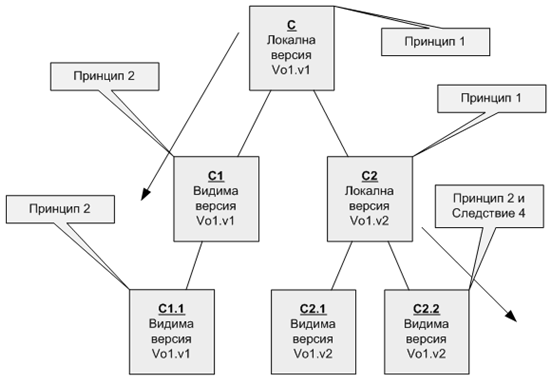 C
Локална
версия
Vo1.v1
Принцип 1
Принцип 2
Принцип 1
C1
Видима
версия
Vo1.v1
C2
Локална
версия
Vo1.v2
Принцип 2
Принцип 2 и
Следствие 4
C1.1
Видима
версия
Vo1.v1
C2.1
Видима
версия
Vo1.v2
C2.2
Видима
версия
Vo1.v2